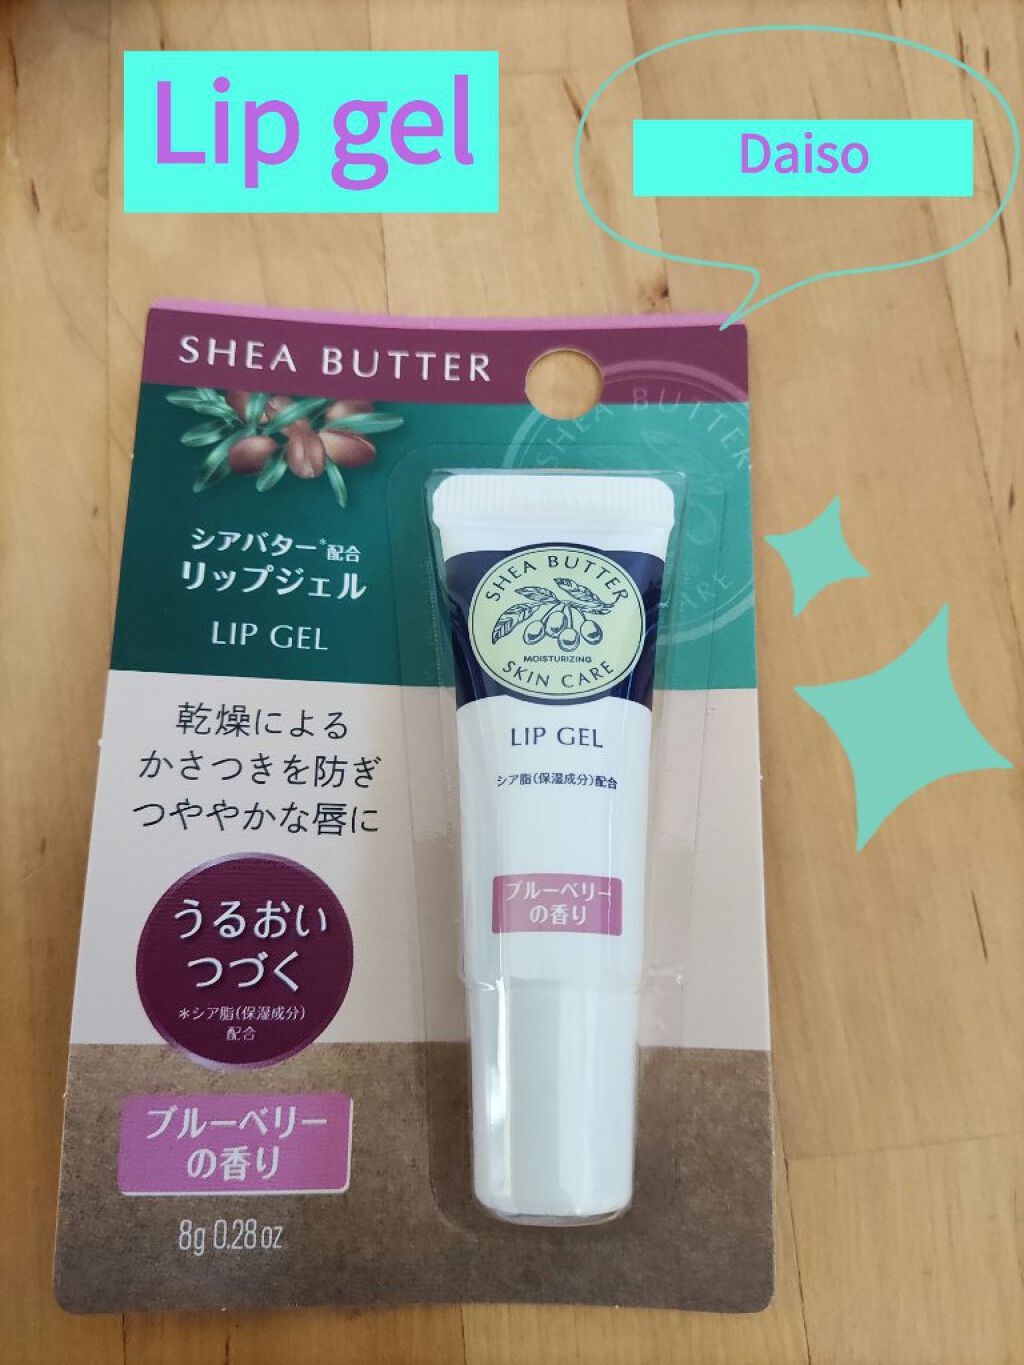 Lip gel
Daiso
SHEA BUTTER
SHEA BUTTER
シアバター*配合
リップジェル
LIP GEL
乾燥による
かさつきを防ぎ
つややかな唇に
うるおい
つづく
*シア脂(保湿成分)
配合
ブルーベリー
の香り
8g 0.28oz
SHEA BUTTER
MOISTURIZING
SKIN CARE
LIP GEL
シア脂(保湿成分)配合
ブルーベリー
の香り